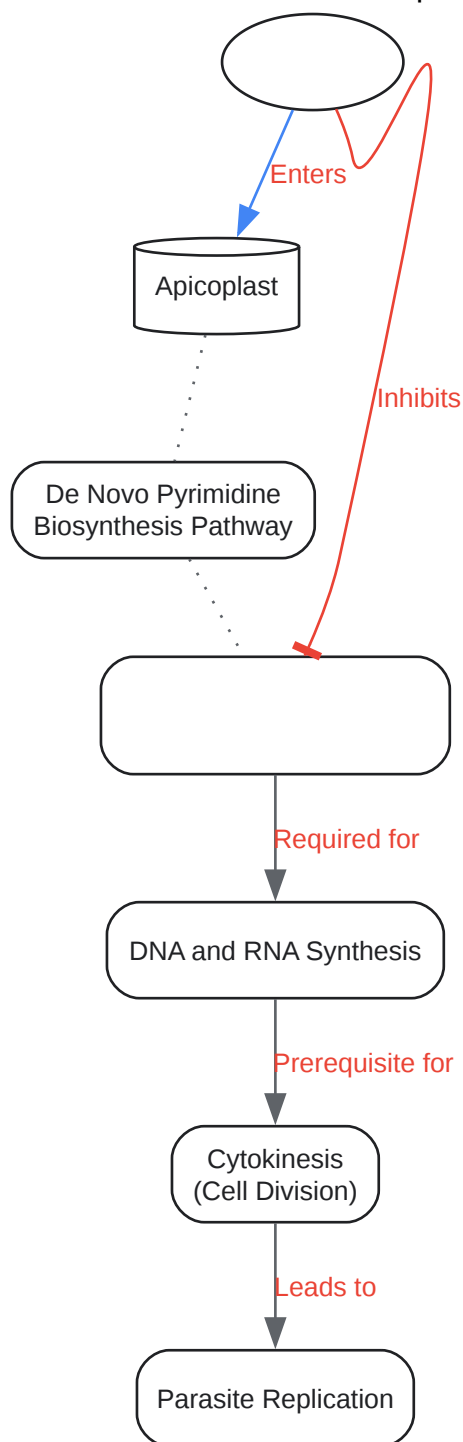 Enters
Apicoplast
Inhibits
De Novo Pyrimidine
Biosynthesis Pathway
Required for
DNA and RNA Synthesis
Prerequisite for
Cytokinesis
(Cell Division)
Leads to
Parasite Replication